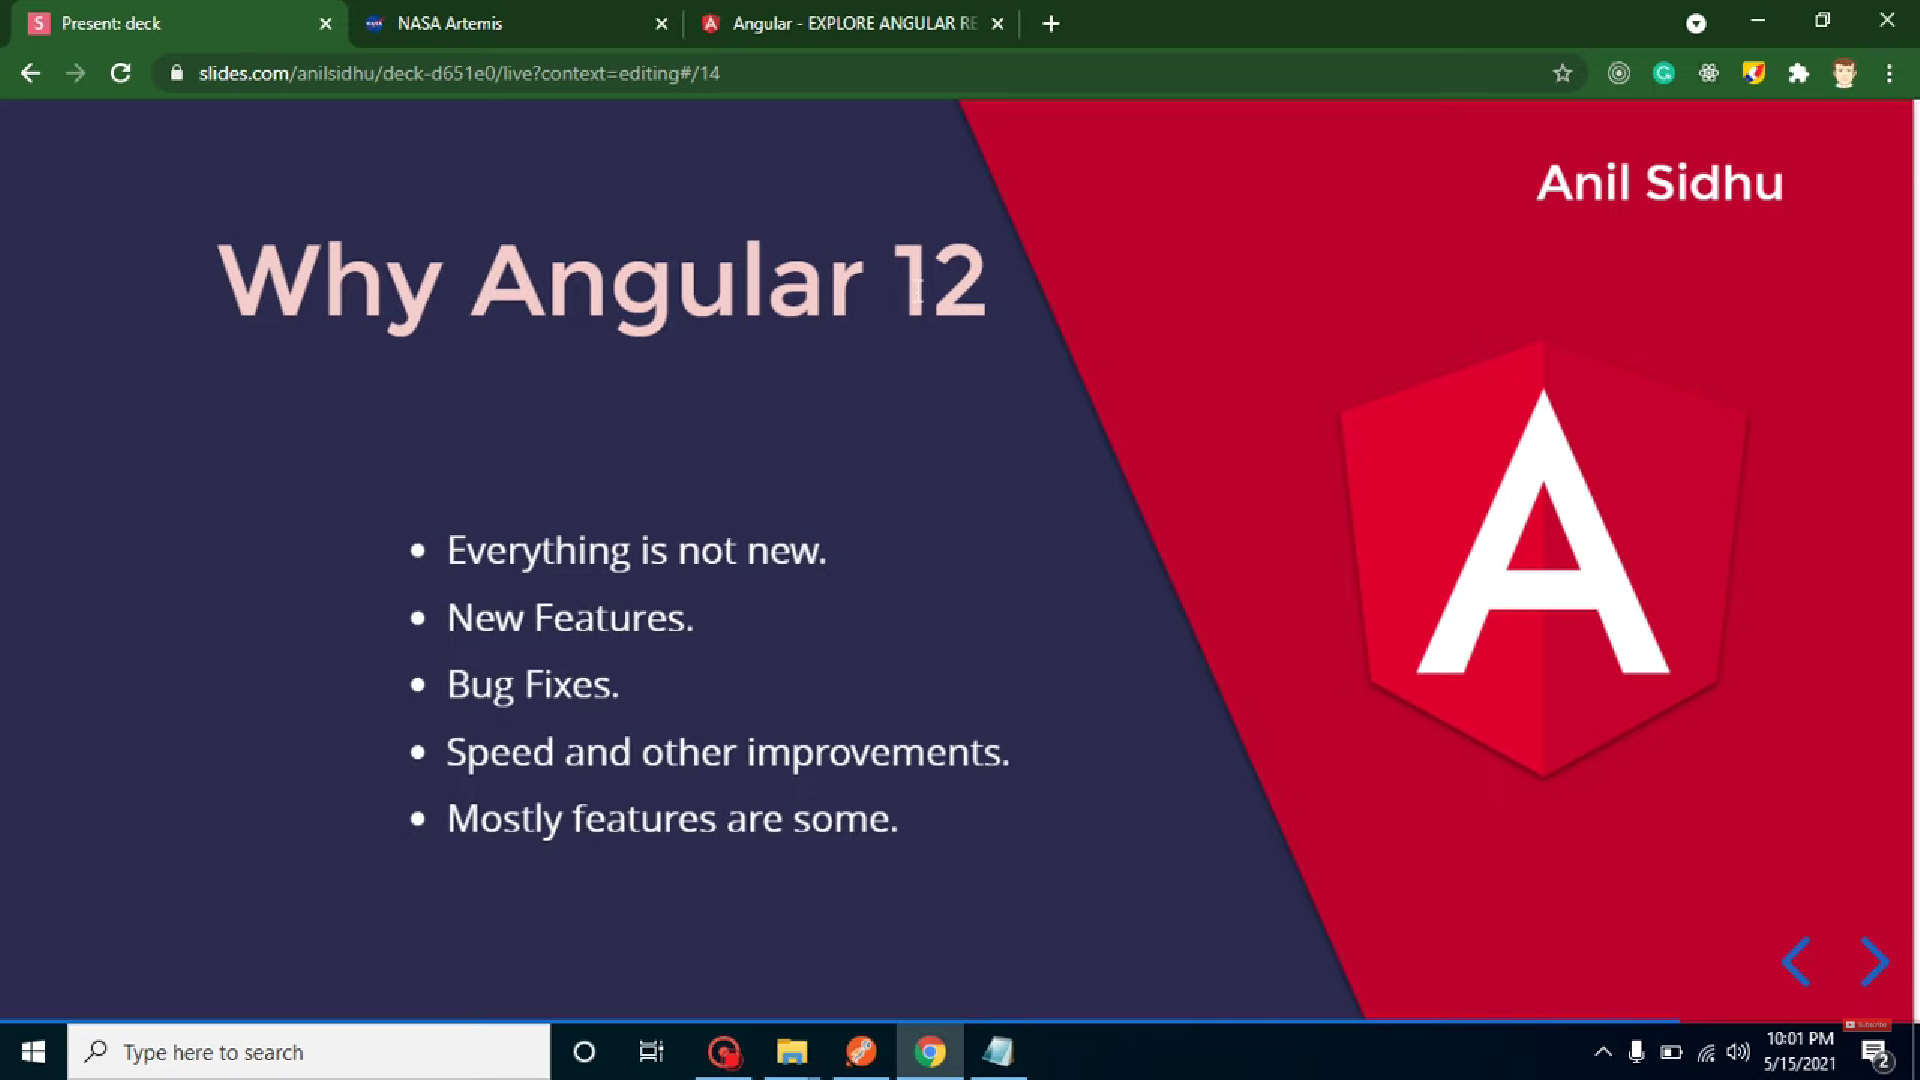 Present: deck
NASA Artemis
Angular - EXPLORE ANGULAR RE
slides.com/anilsidhu/deck-d651e0/live?context=editing#/14
Anil Sidhu
Why Angular 12
A
• Everything is not new.
• New Features.
• Bug Fixes.
• Speed and other improvements.
• Mostly features are some.
Subscribe
Type here to search
10:01 PM
5/15/2021
2